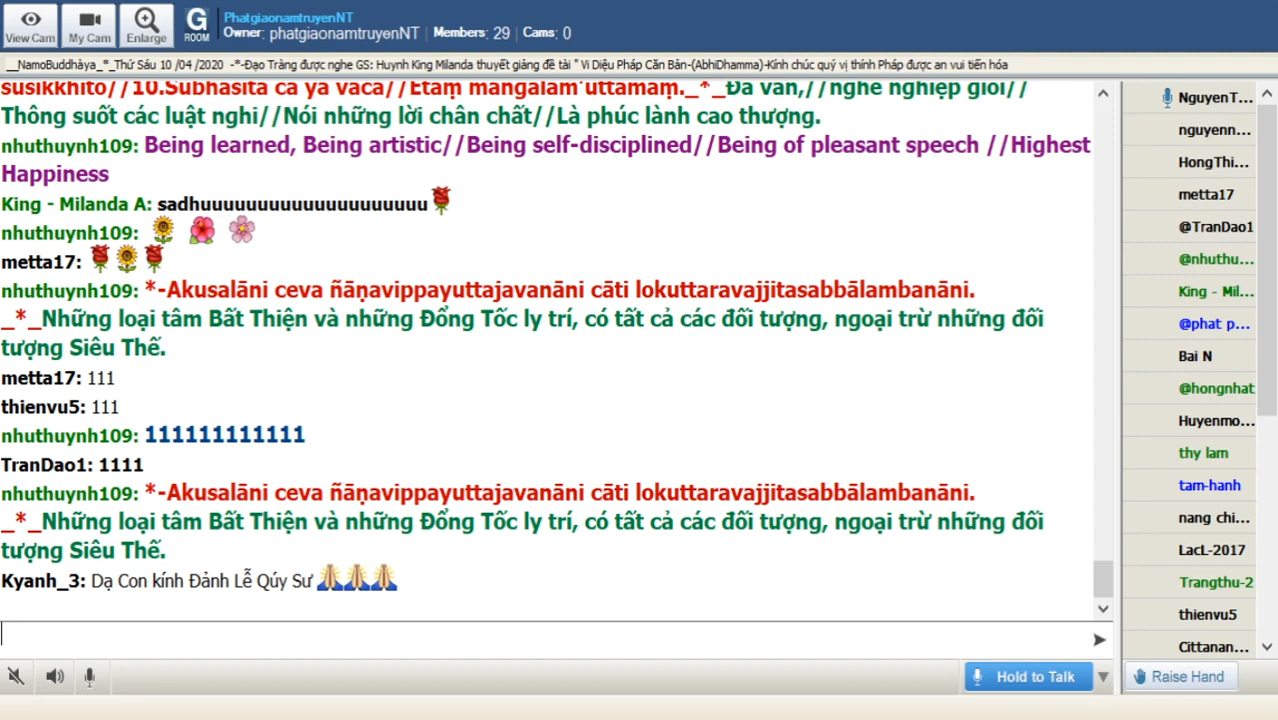 View Cam
My Cam
Enlarge
G
ROOM
PhatgiaonamtruyenNT
Owner: phatgiaonamtruyenNT | Members: 29 | Cams: 0
__NamoBuddhàya_*_Thứ Sáu 10 /04 /2020 -*-Đạo Tràng được nghe GS: Huynh King Milanda thuyết giảng đề tài " Vi Diệu Pháp Căn Bản-(AbhiDhamma)-Kính chúc quý vị thính Pháp được an vui tiến hóa
susikkhito//10.Subhasita ca ya vaca//Etaṃ mangalam'uttamaṃ._*_Đa văn,//nghề nghiệp giỏi//
Thông suốt các luật nghi//Nói những lời chân chất//Là phúc lành cao thượng.
nhuthuynh109: Being learned, Being artistic//Being self-disciplined//Being of pleasant speech //Highest
Happiness
King - Milanda A: sadhuuuuuuuuuuuuuuuuuuuu
nhuthuynh109:
metta17:
nhuthuynh109: *-Akusalāni ceva ñāṇavippayuttajavanāni cāti lokuttaravajjitasabbālambanāni.
_*_Những loại tâm Bất Thiện và những Đổng Tốc ly trí, có tất cả các đối tượng, ngoại trừ những đối
tượng Siêu Thế.
metta17: 111
thienvu5: 111
nhuthuynh109: 111111111111
TranDao1: 1111
nhuthuynh109: *-Akusalāni ceva ñāṇavippayuttajavanāni cāti lokuttaravajjitasabbālambanāni.
_*_Những loại tâm Bất Thiện và những Đổng Tốc ly trí, có tất cả các đối tượng, ngoại trừ những đối
tượng Siêu Thế.
Kyanh_3: Dạ Con kính Đảnh Lễ Qúy Sư
Hold to Talk
NguyenT...
nguyenn...
HongThi...
metta17
@TranDao1
@nhuthu...
King - Mil...
@phat p...
Bai N
@hongnhat
Huyenmo...
thy lam
tam-hanh
nang chi...
LacL-2017
Trangthu-2
thienvu5
Cittanan...
Raise Hand